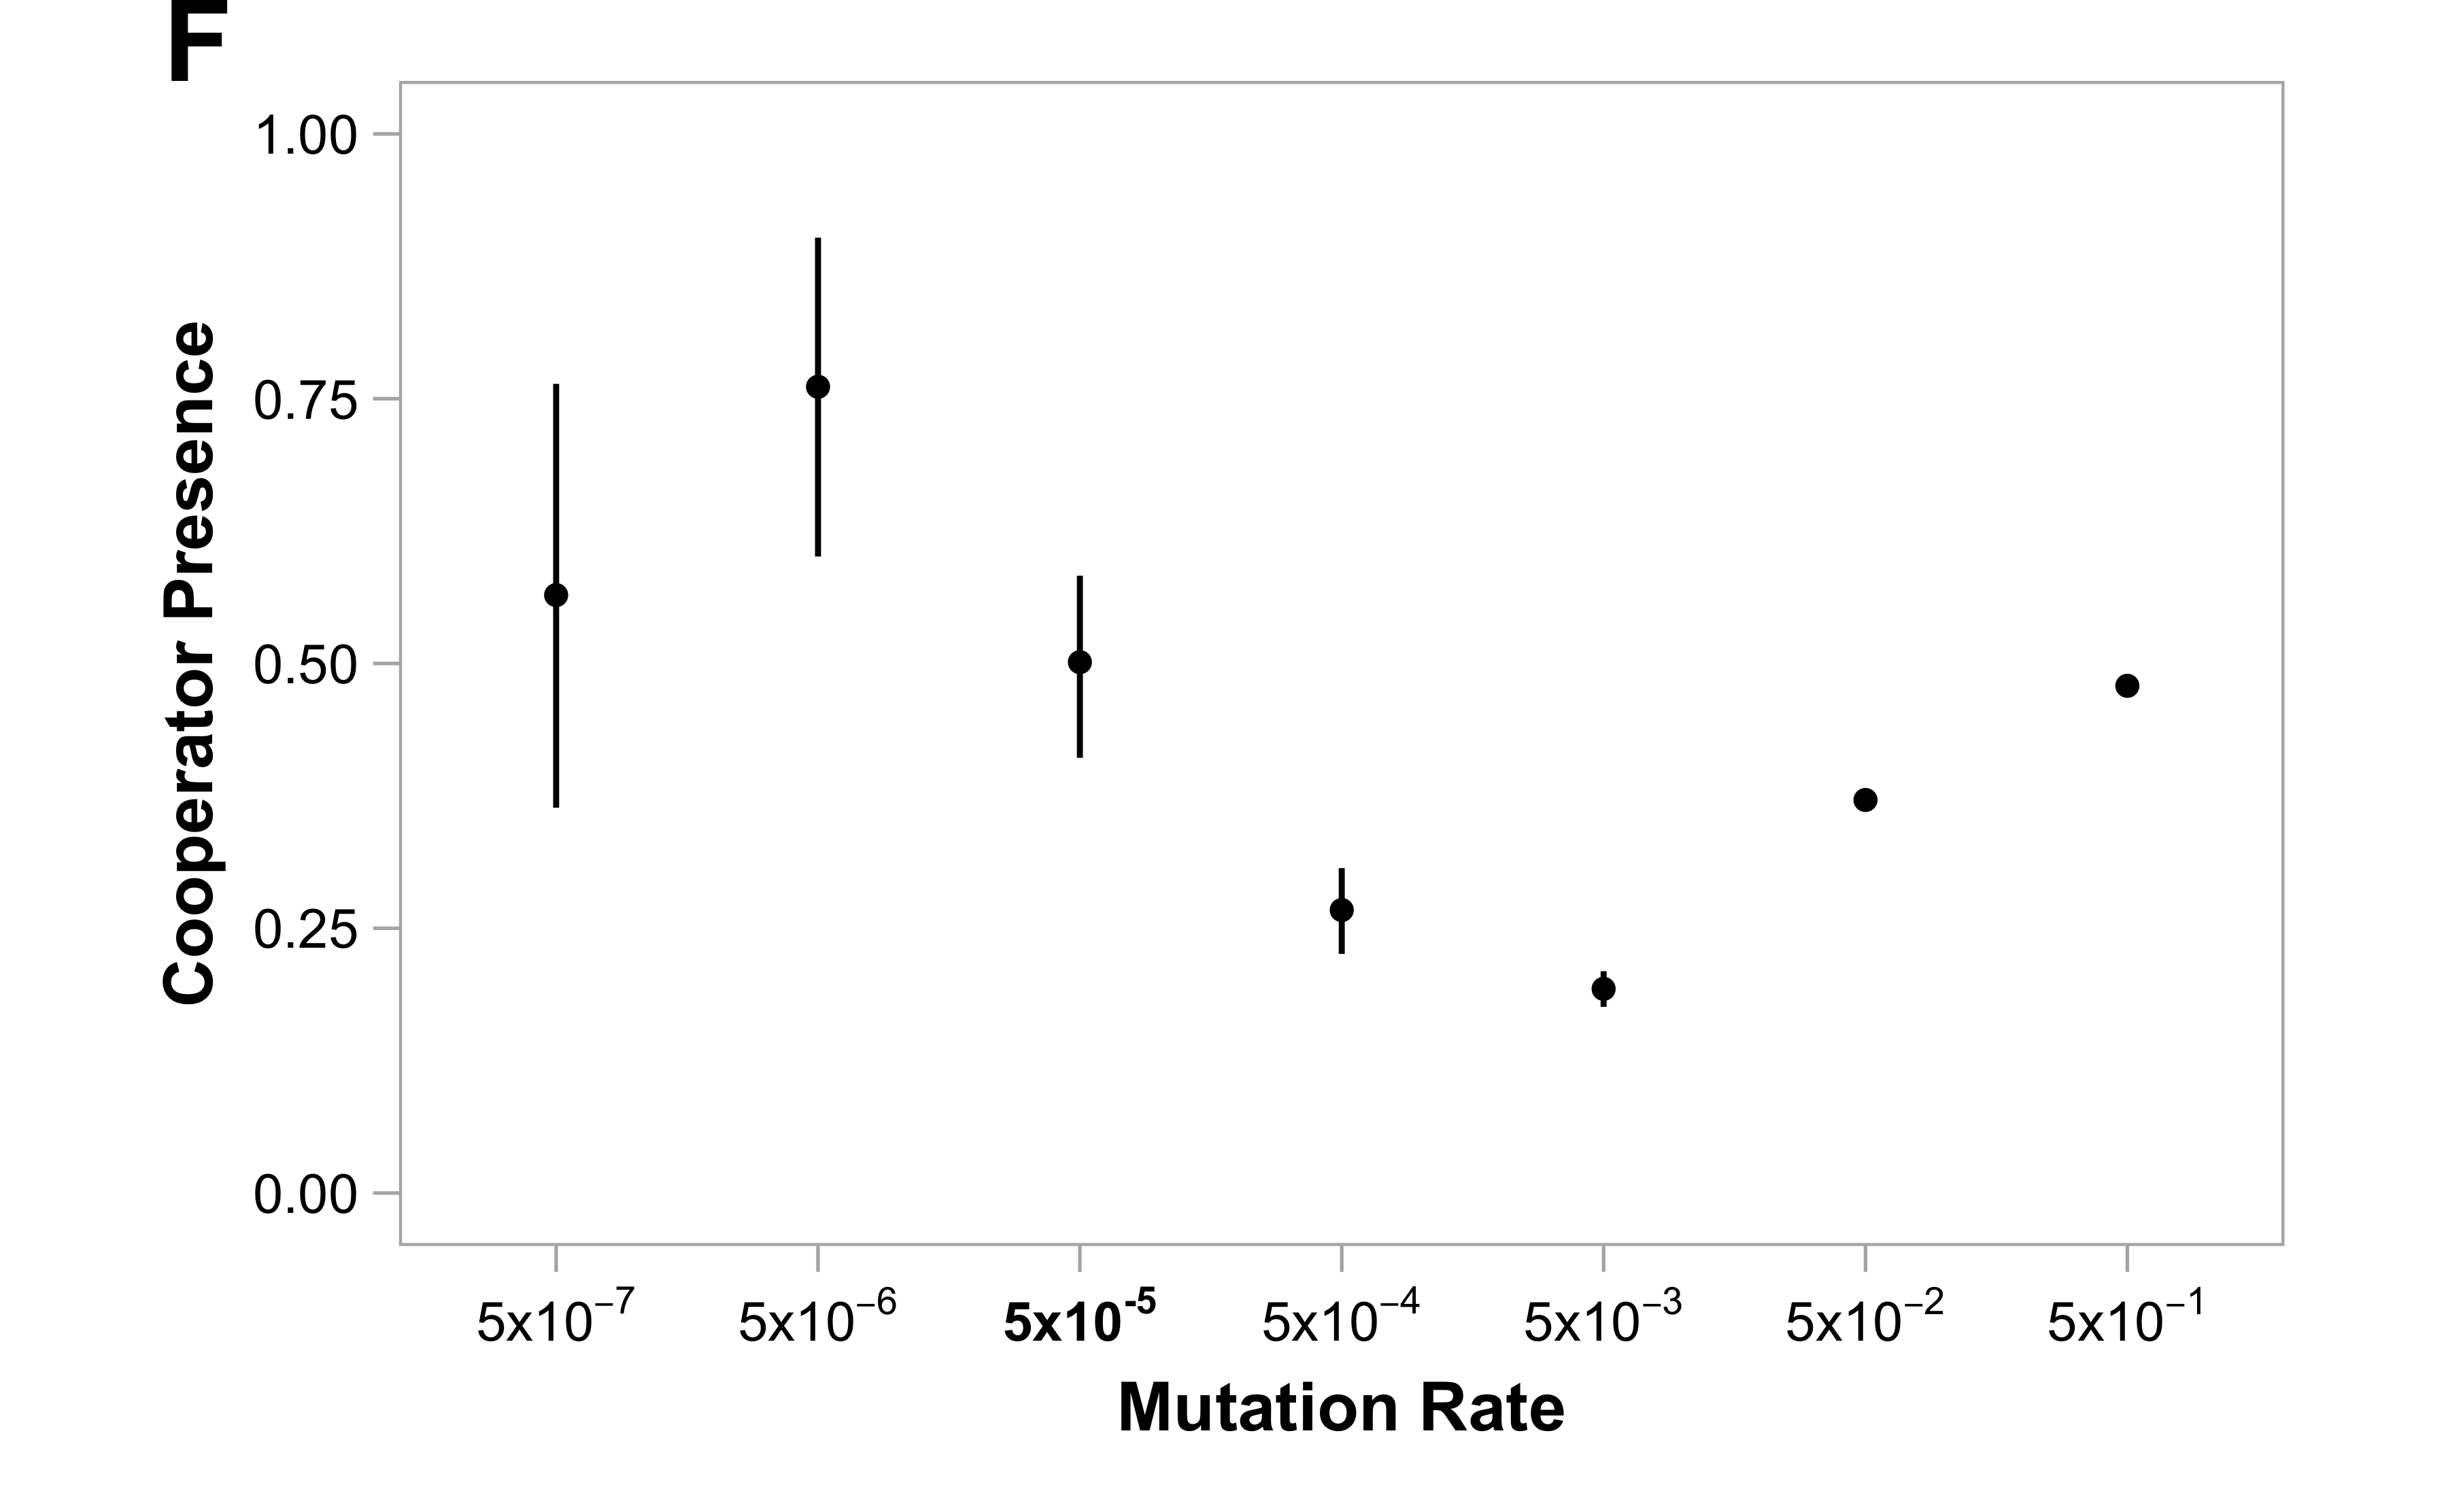 F
1.00
0.75
0.50
0.25
0.00
Cooperator Presence
5x10⁻⁷ 5x10⁻⁶ 5x10⁻⁵ 5x10⁻⁴ 5x10⁻³ 5x10⁻² 5x10⁻¹
Mutation Rate